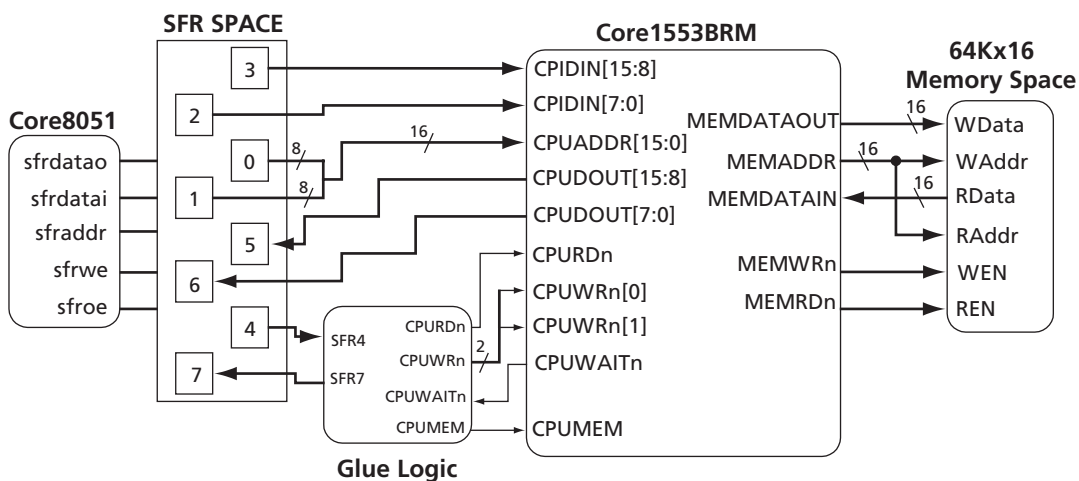 SFR SPACE
Core1553BRM
64Kx16
Memory Space
Core8051
sfrdatao
sfrdatai
sfraddr
sfrwe
sfroe
3
2
0
1
5
6
4
7
8
8
16
CPIDIN[15:8]
CPIDIN[7:0]
CPUADDR[15:0]
CPUDOUT[15:8]
CPUDOUT[7:0]
CPURDn
CPUWRn[0]
CPUWRn[1]
CPUWAITn
CPUMEM
MEMDATAOUT
MEMADDR
MEMDATAIN
MEMWRn
MEMRDn
16
16
16
WData
WAddr
RData
RAddr
WEN
REN
SFR4
SFR7
CPURDn
CPUWRn
CPUWAITn
CPUMEM
2
Glue Logic